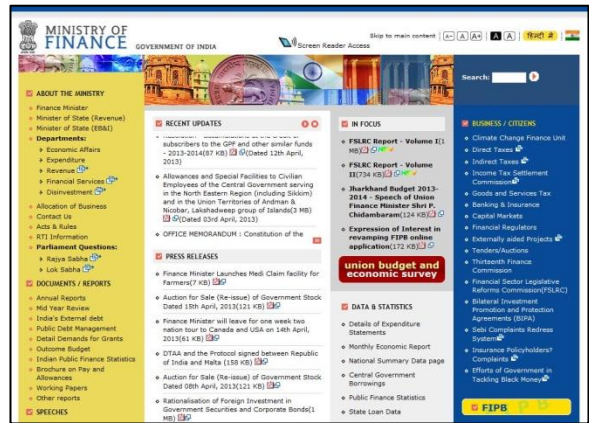 MINISTRY OF
FINANCE GOVERNMENT OF INDIA
Screen Reader Access
Skip to main content | A- A A+ | A A | हिन्दी में
Search:
ABOUT THE MINISTRY
Finance Minister
Minister of State (Revenue)
Minister of State (EB&I)
Departments:
Economic Affairs
Expenditure
Revenue
Financial Services
Disinvestment
Allocation of Business
Contact Us
Acts & Rules
RTI Information
Parliament Questions:
Rajya Sabha
Lok Sabha
DOCUMENTS / REPORTS
Annual Reports
Mid Year Review
India's External debt
Public Debt Management
Detail Demands for Grants
Outcome Budget
Indian Public Finance Statistics
Brochure on Pay and
Allowances
Working Papers
Other reports
SPEECHES
RECENT UPDATES
subscribers to the GPF and other similar funds
- 2013-2014(87 KB) (Dated 12th April,
2013)
Allowances and Special Facilities to Civilian
Employees of the Central Government serving
in the North Eastern Region (including Sikkim)
and in the Union Territories of Andman &
Nicobar, Lakshadweep group of Islands(3 MB)
(Dated 03rd April, 2013)
OFFICE MEMORANDUM : Constitution of the
PRESS RELEASES
Finance Minister Launches Medi Claim facility for
Farmers(7 KB)
Auction for Sale (Re-issue) of Government Stock
Dated 15th April, 2013(121 KB)
Finance Minister will leave for one week two
nation tour to Canada and USA on 14th April,
2013(61 KB)
DTAA and the Protocol signed between Republic
of India and Malta (158 KB)
Auction for Sale (Re-issue) of Government Stock
Dated 08th April, 2013(121 KB)
Rationalisation of Foreign Investment in
Government Securities and Corporate Bonds(1
MB)
IN FOCUS
FSLRC Report - Volume I(1
MB)
FSLRC Report - Volume
II(734 KB)
Jharkhand Budget 2013-
2014 - Speech of Union
Finance Minister Shri P.
Chidambaram(124 KB)
Expression of Interest in
revamping FIPB online
application(172 KB)
union budget and
economic survey
DATA & STATISTICS
Details of Expenditure
Statements
Monthly Economic Report
National Summary Data page
Central Government
Borrowings
Public Finance Statistics
State Loan Data
BUSINESS / CITIZENS
Climate Change Finance Unit
Direct Taxes
Indirect Taxes
Income Tax Settlement
Commission
Goods and Services Tax
Banking & Insurance
Capital Markets
Financial Regulators
Externally aided Projects
Tenders/Auctions
Thirteenth Finance
Commission
Financial Sector Legislative
Reforms Commission(FSLRC)
Bilateral Investment
Promotion and Protection
Agreements (BIPA)
Sebi Complaints Redress
System
Insurance Policyholders?
Complaints
Efforts of Government in
Tackling Black Money
FIPB